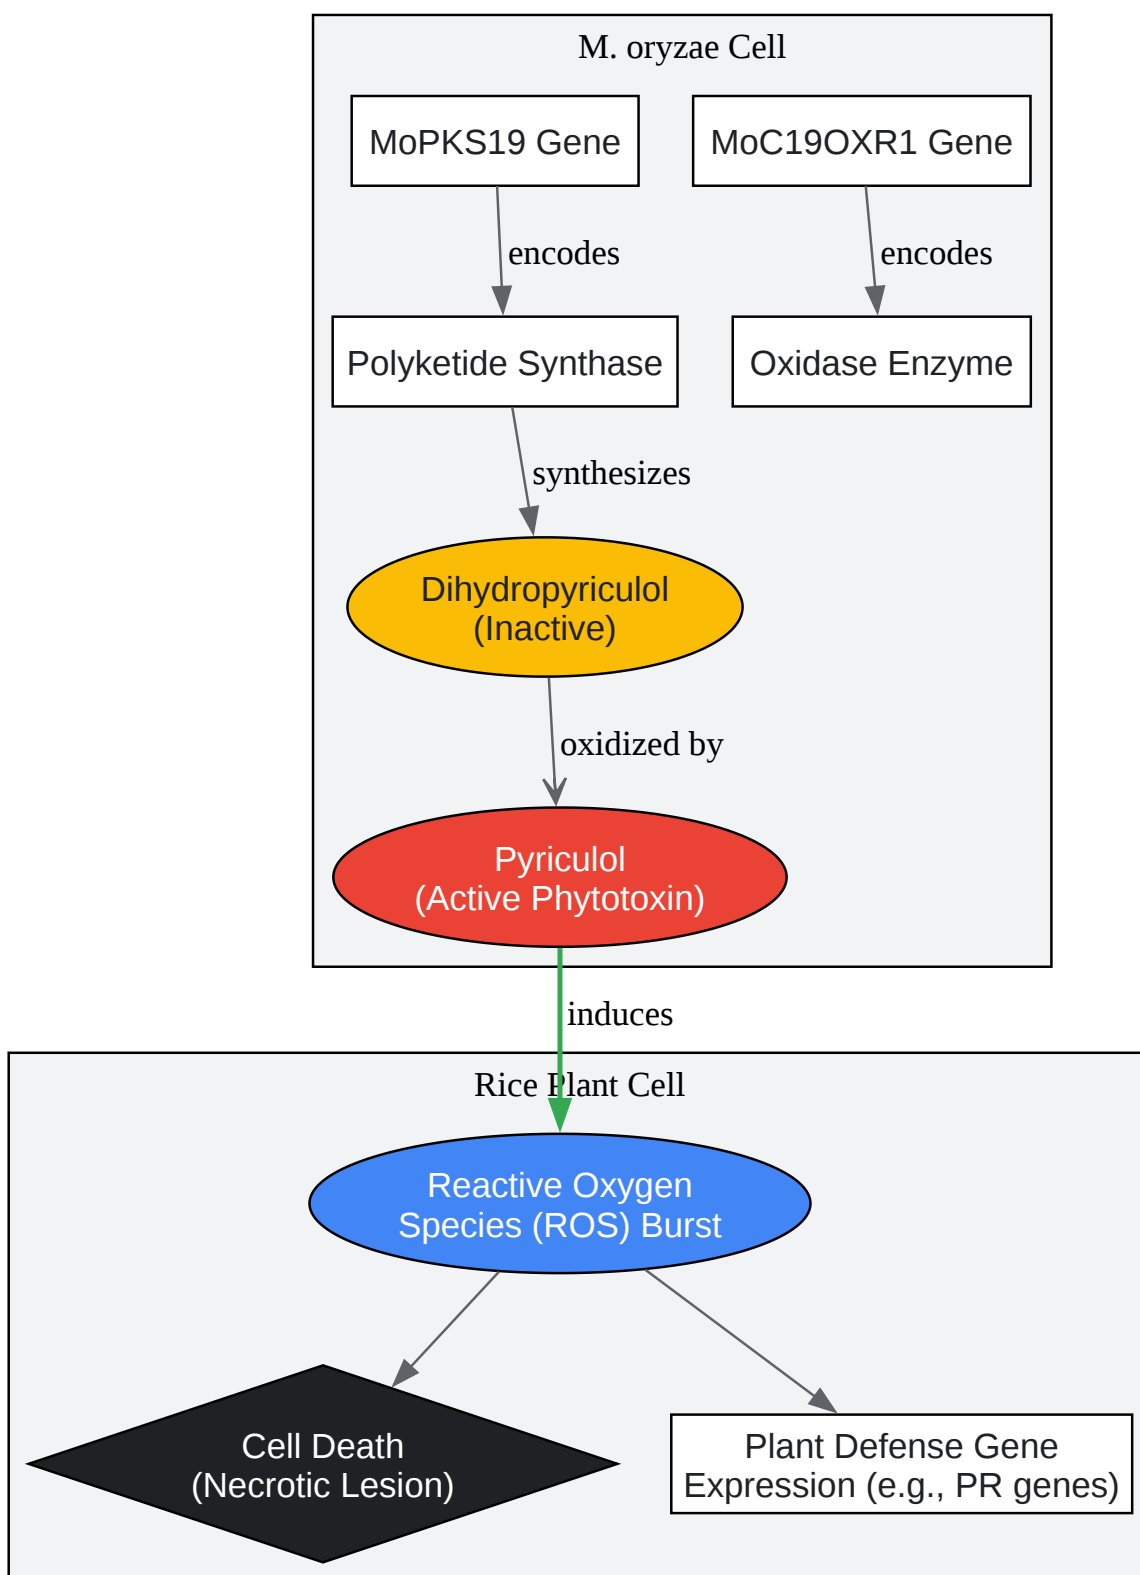 M. oryzae Cell
MoPKS19 Gene
MoC19OXR1 Gene
encodes
encodes
Polyketide Synthase
Oxidase Enzyme
synthesizes
Dihydropyriculol
(Inactive)
oxidized by
Pyriculol
(Active Phytotoxin)
induces
Rice Plant Cell
Reactive Oxygen
Species (ROS) Burst
Cell Death
(Necrotic Lesion)
Plant Defense Gene
Expression (e.g., PR genes)